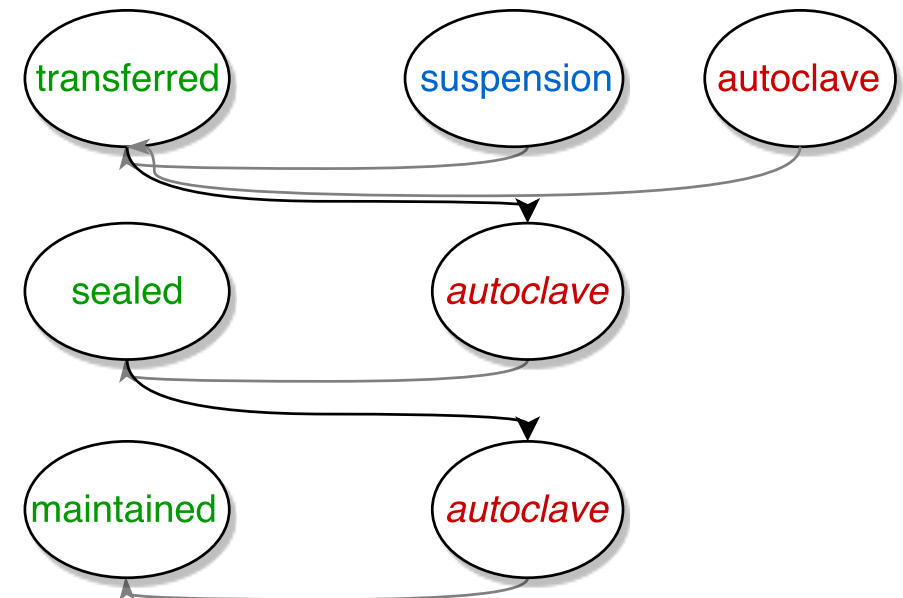 transferred suspension autoclave
sealed autoclave
maintained autoclave